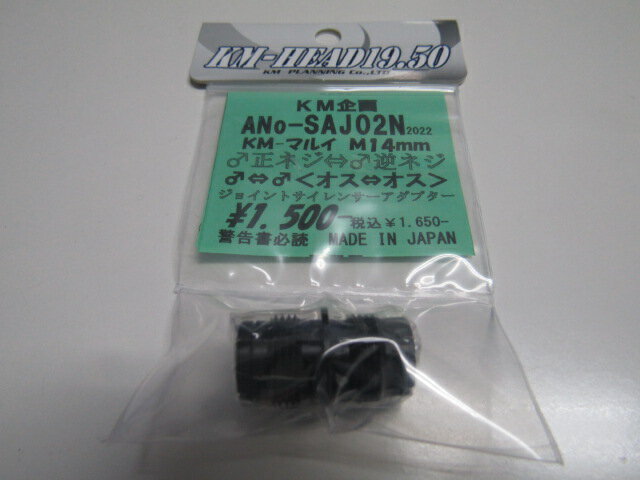 KM-HEAD19.50
KM PLANNING Co.,LTD
KM企画
ANo-SAJ02N2022
KM-マルイ M14mm
♂正ネジ⇔♂逆ネジ
♂⇔♂<オス⇔オス>
ジョイントサイレンサーアダプター
¥1.500- 税込¥1.650-
警告書必読 MADE IN JAPAN